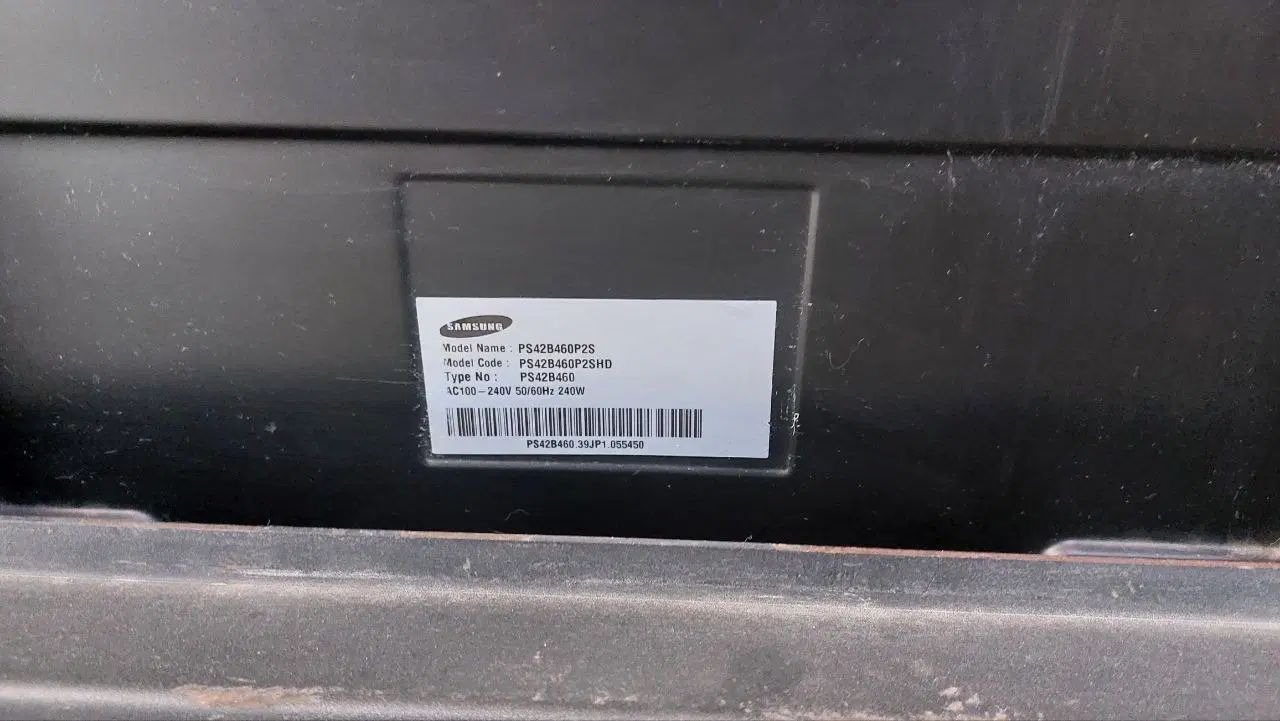 SAMSUNG
Model Name : PS42B460P2S
Model Code : PS42B460P2SHD
Type No : PS42B460
AC100-240V 50/60Hz 240W
PS42B460.39JP1.055450